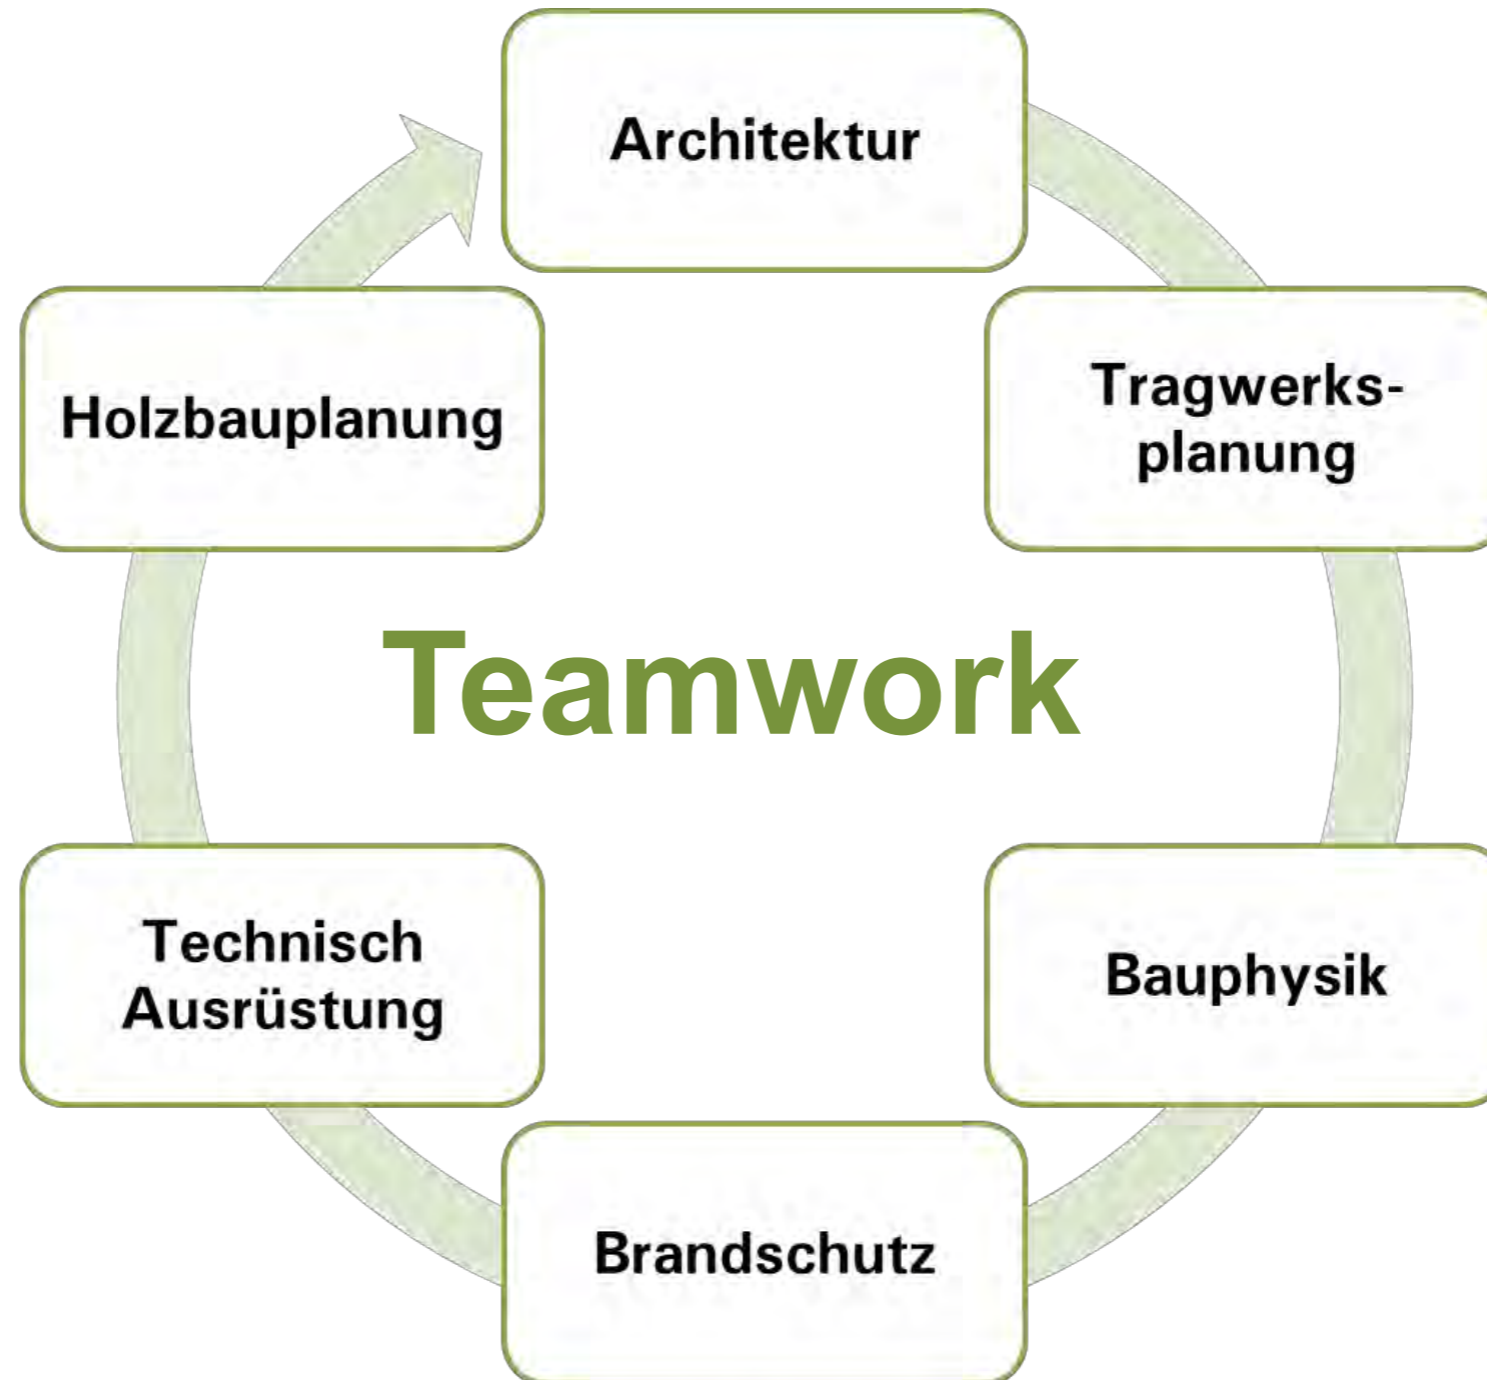 Architektur
Holzbauplanung
Tragwerks-
planung
Teamwork
Technisch
Ausrüstung
Bauphysik
Brandschutz